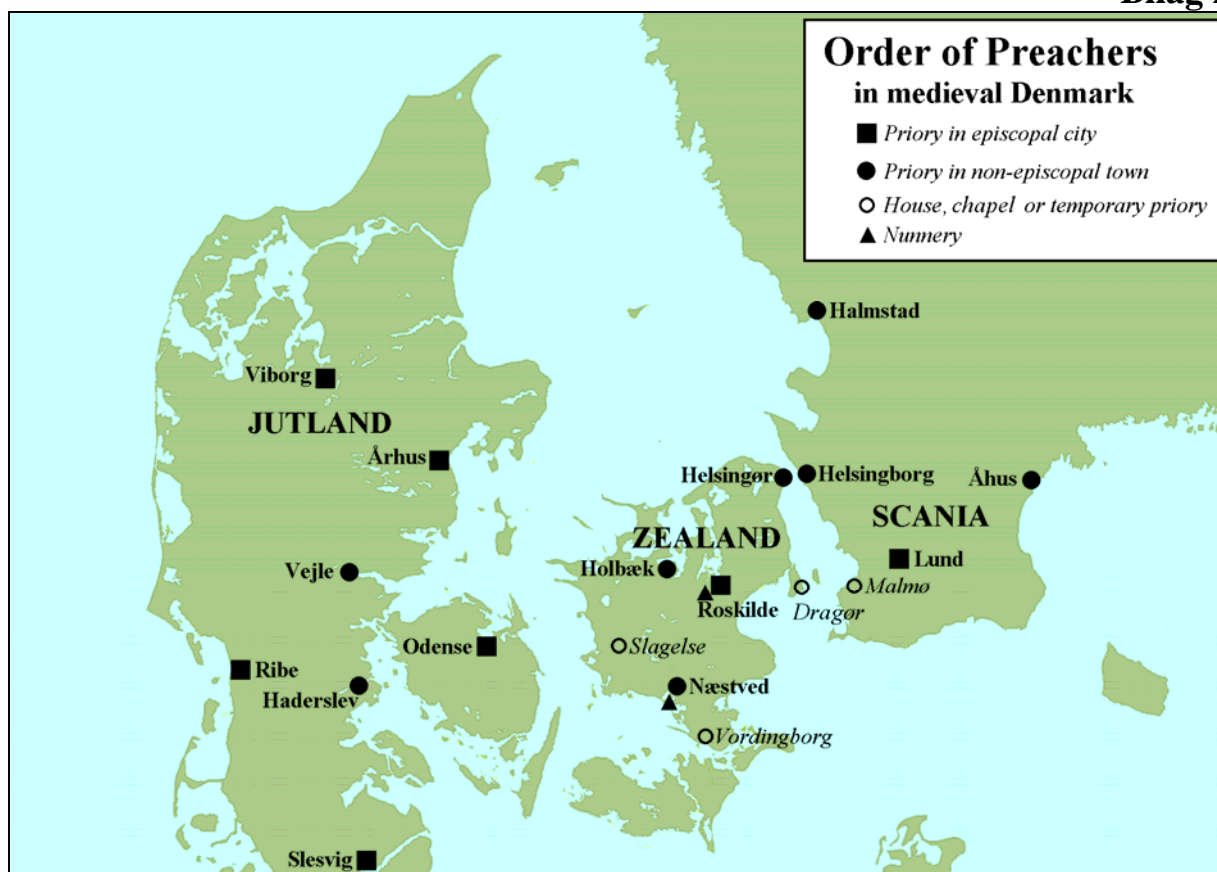 Order of Preachers
in medieval Denmark
Priory in episcopal city
Priory in non-episcopal town
House, chapel or temporary priory
Nunnery
Halmstad
Viborg
JUTLAND
Århus
Helsingør
Helsingborg
Åhus
SCANIA
ZEALAND
Lund
Vejle
Holbæk
Roskilde
Dragør
Malmø
Odense
Slagelse
Ribe
Haderslev
Næstved
Vordingborg
Slesvig